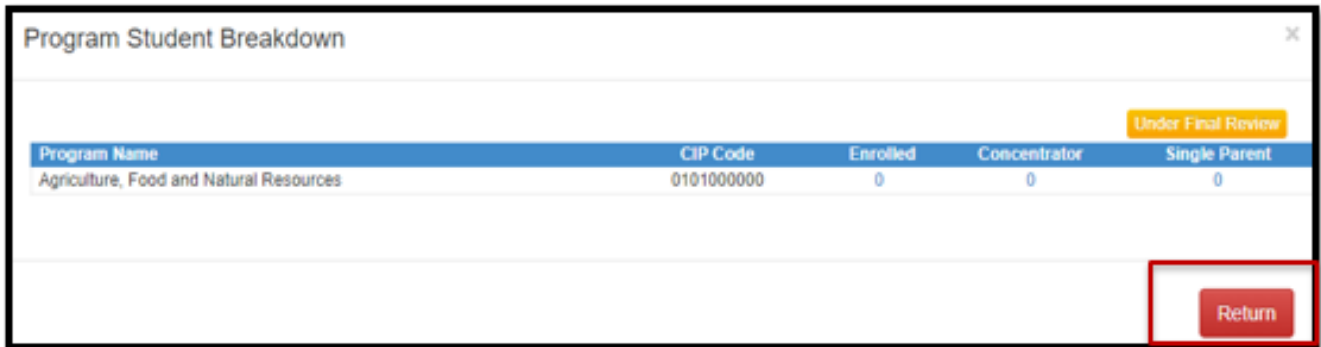 Program Student Breakdown ×
Under Final Review
Program Name CIP Code Enrolled Concentrator Single Parent
Agriculture, Food and Natural Resources 0101000000 0 0 0
Return